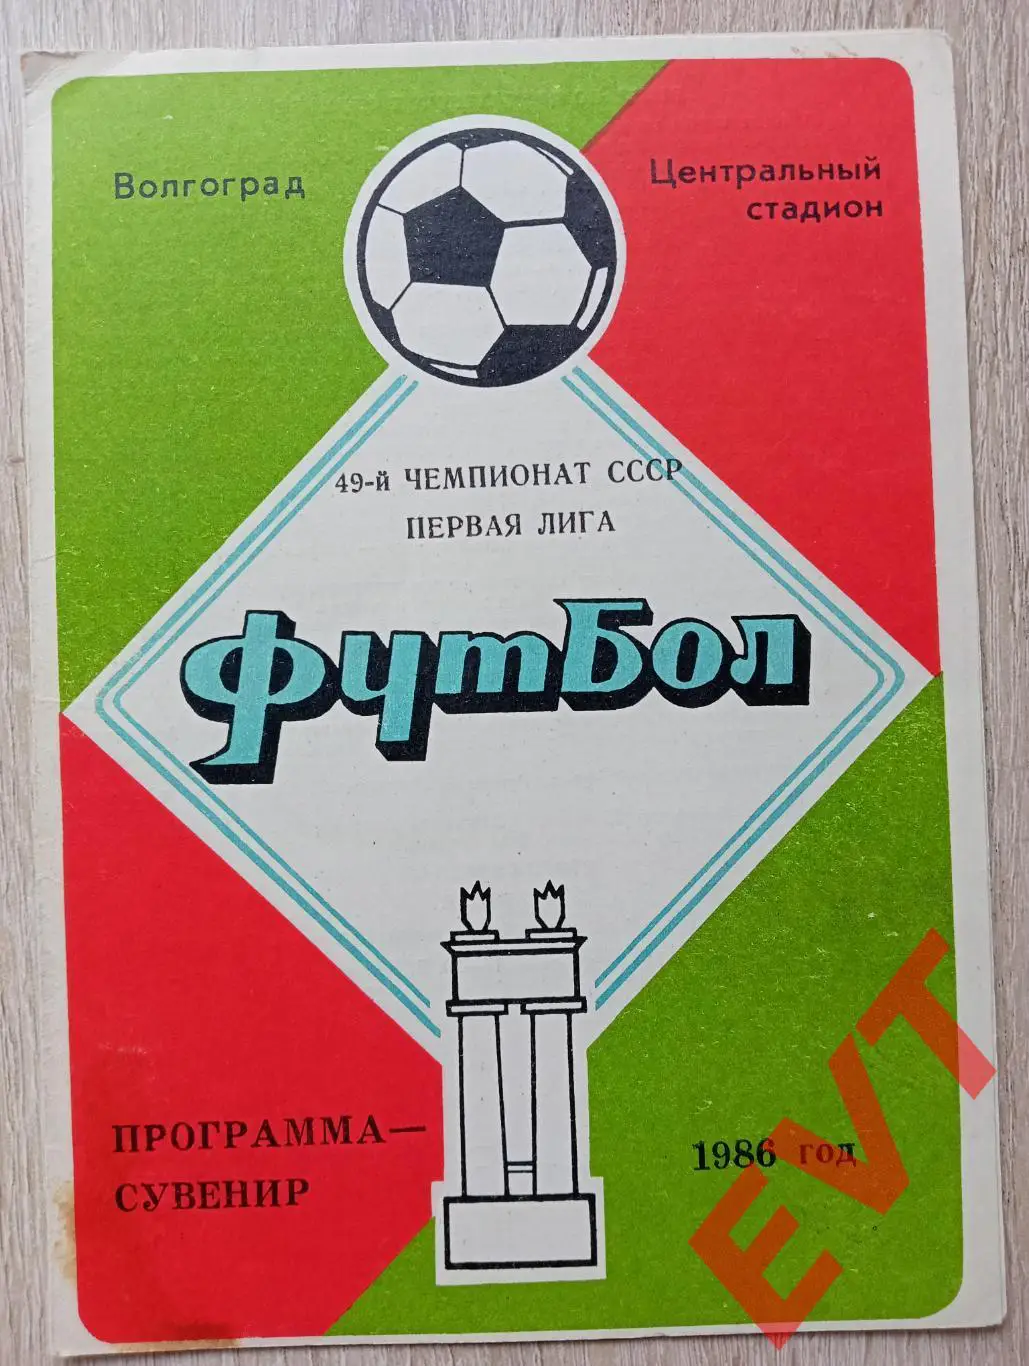 Волгоград
Центральный
стадион
49-й ЧЕМПИОНАТ СССР
ПЕРВАЯ ЛИГА
Футбол
ПРОГРАММА—
СУВЕНИР
1986 год
EVT